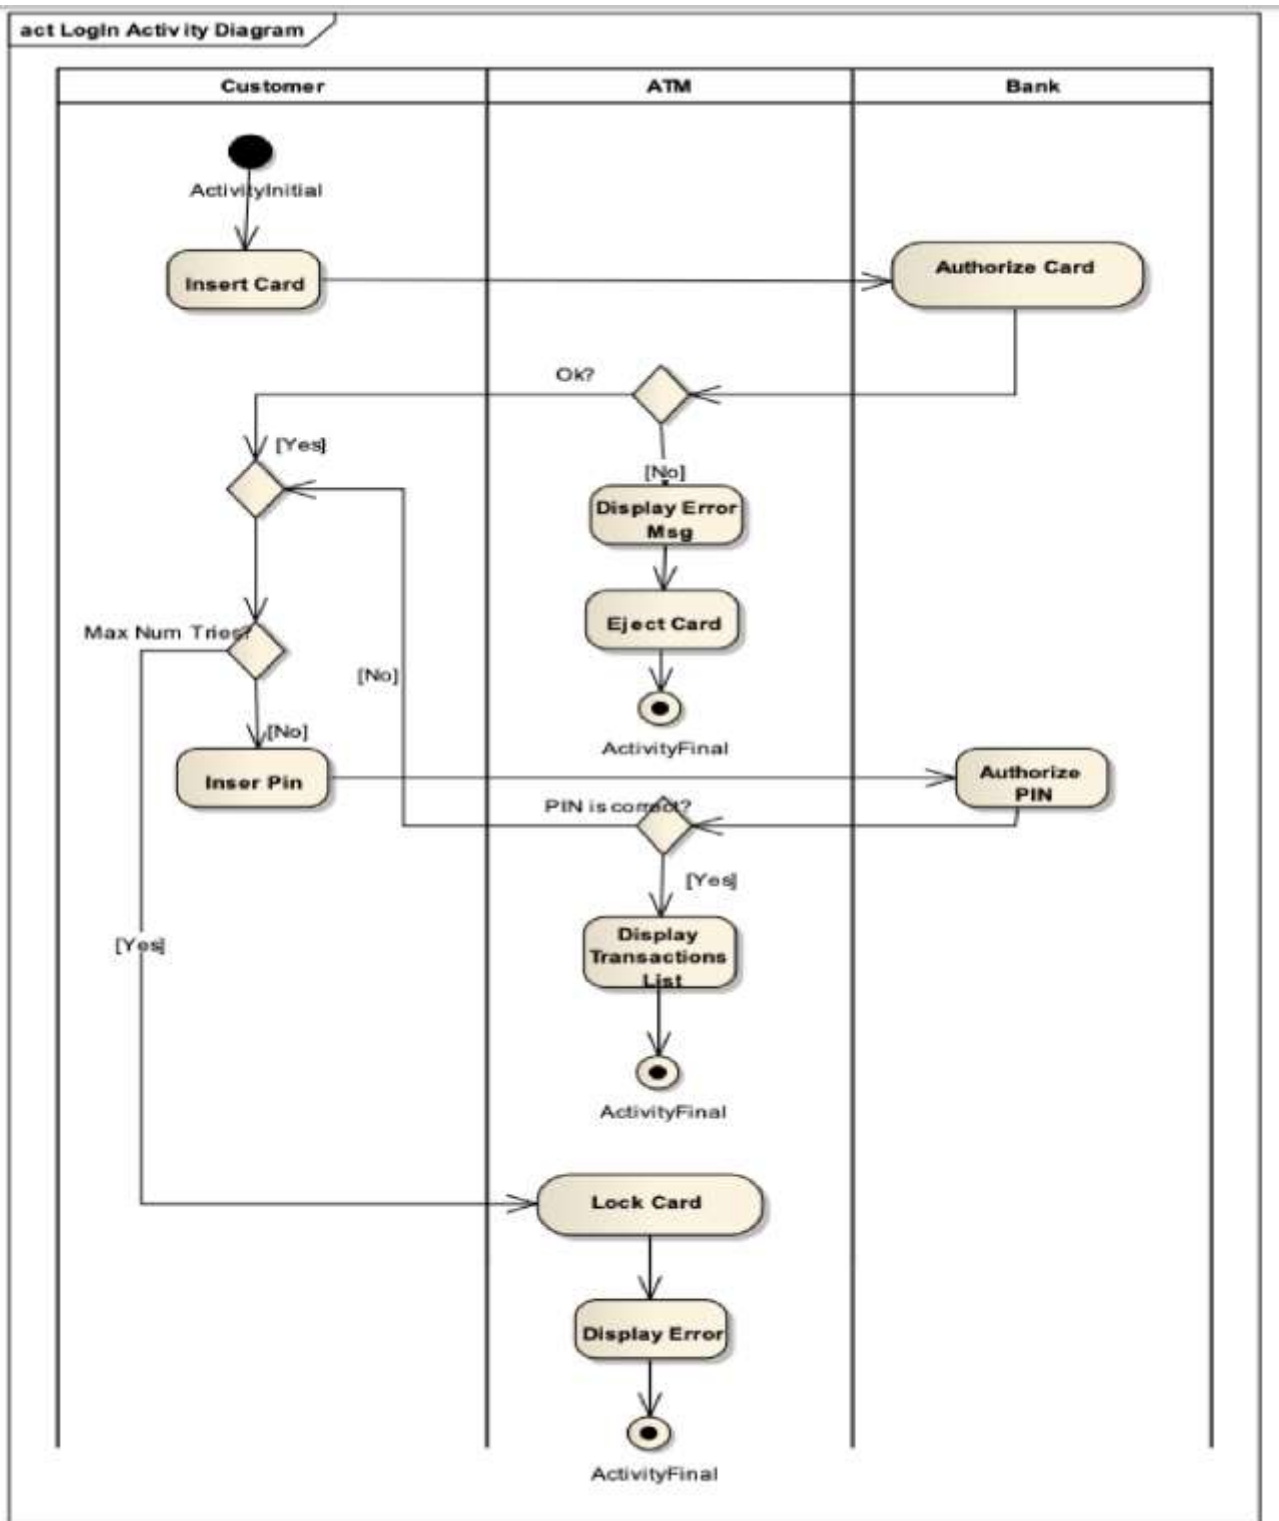 act LogIn Activity Diagram
Customer
ATM
Bank
ActivityInitial
Insert Card
Authorize Card
Ok?
[Yes]
[No]
Display Error
Msg
Eject Card
Max Num Tries?
[No]
[No]
ActivityFinal
Inser Pin
Authorize
PIN
PIN is correct?
[Yes]
Display
Transactions
List
[Yes]
ActivityFinal
Lock Card
Display Error
ActivityFinal